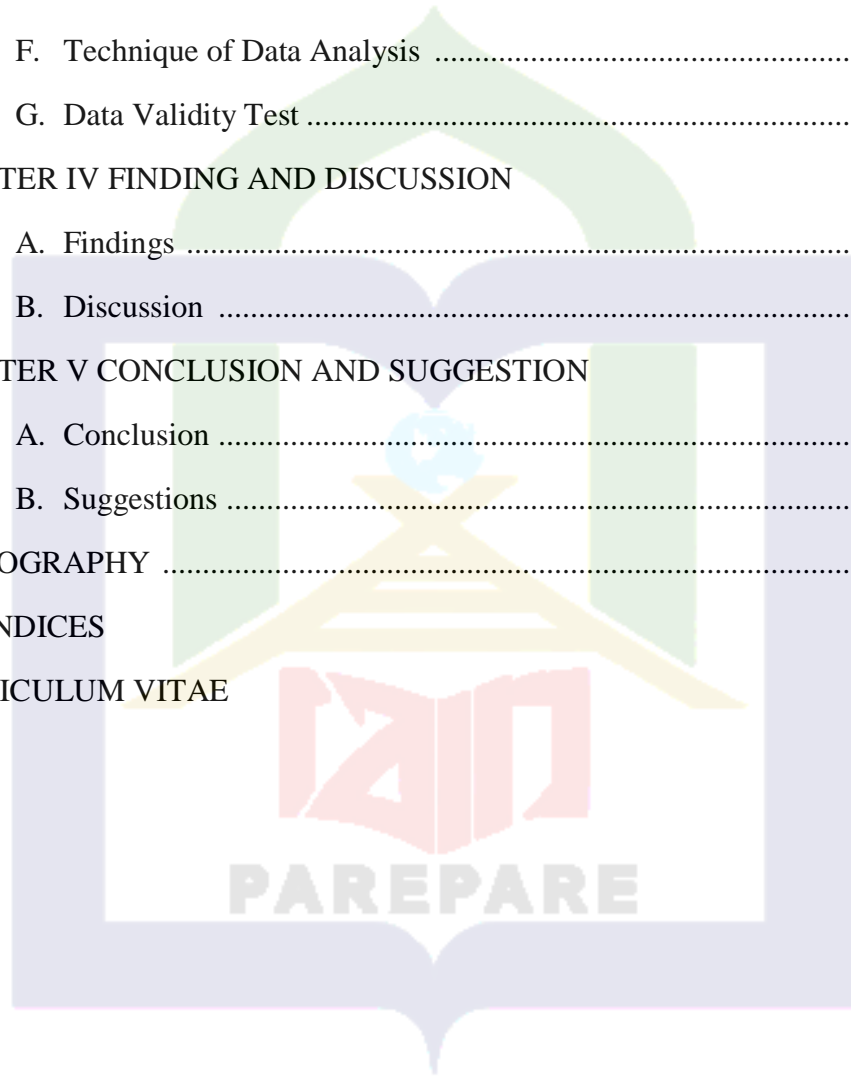 F. Technique of Data Analysis ................................................
G. Data Validity Test ................................................................
TER IV FINDING AND DISCUSSION
A. Findings ..............................................................................
B. Discussion ..........................................................................
TER V CONCLUSION AND SUGGESTION
A. Conclusion ..........................................................................
B. Suggestions .........................................................................
OGRAPHY ................................................................................
NDICES
ICULUM VITAE
IAIN
PAREPARE